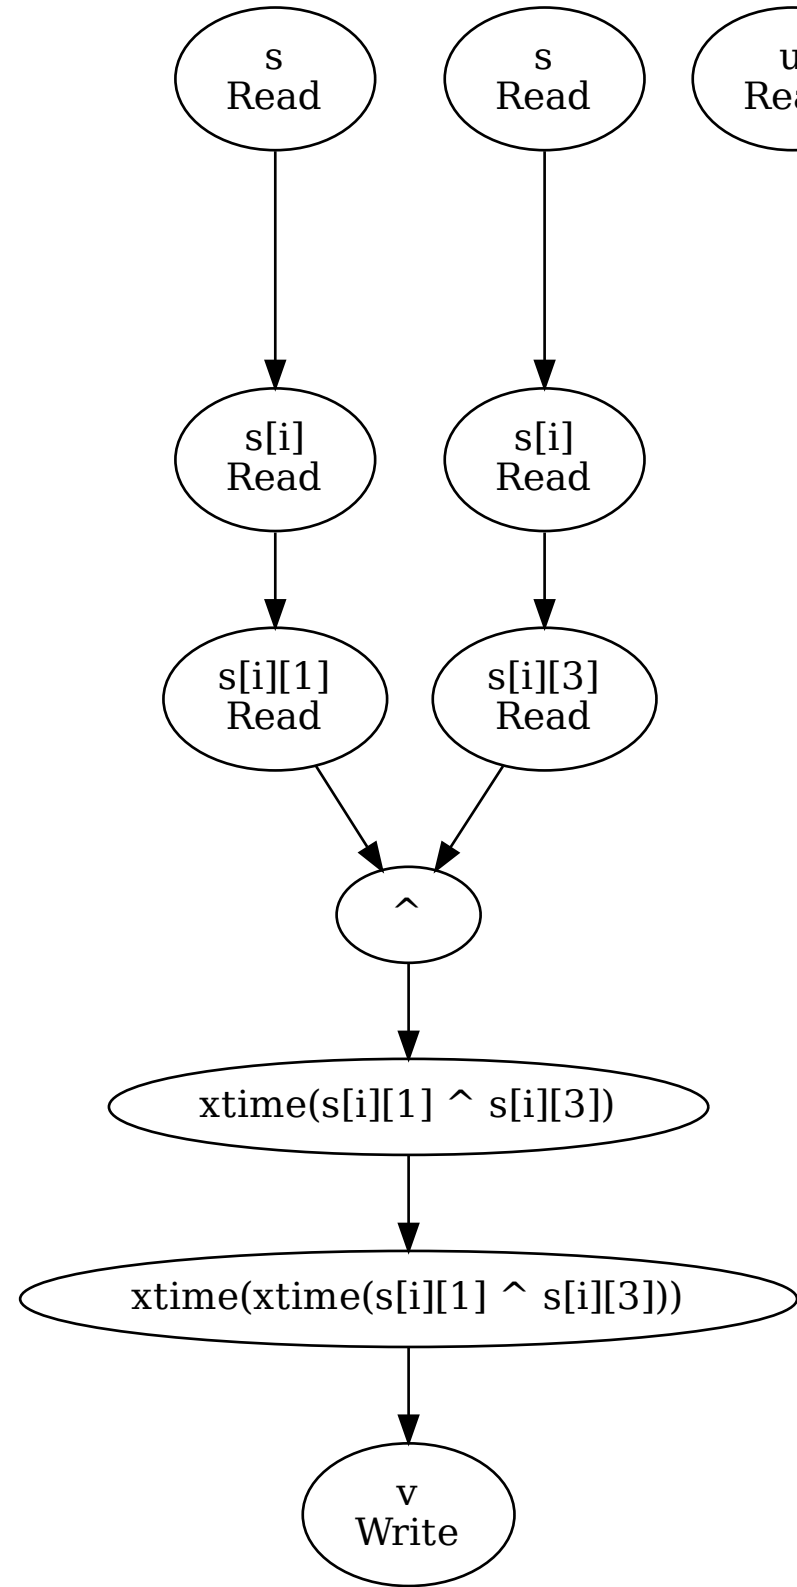 s
Read
s
Read
s[i]
Read
s[i]
Read
s[i][1]
Read
s[i][3]
Read
^
xtime(s[i][1] ^ s[i][3])
xtime(xtime(s[i][1] ^ s[i][3]))
v
Write